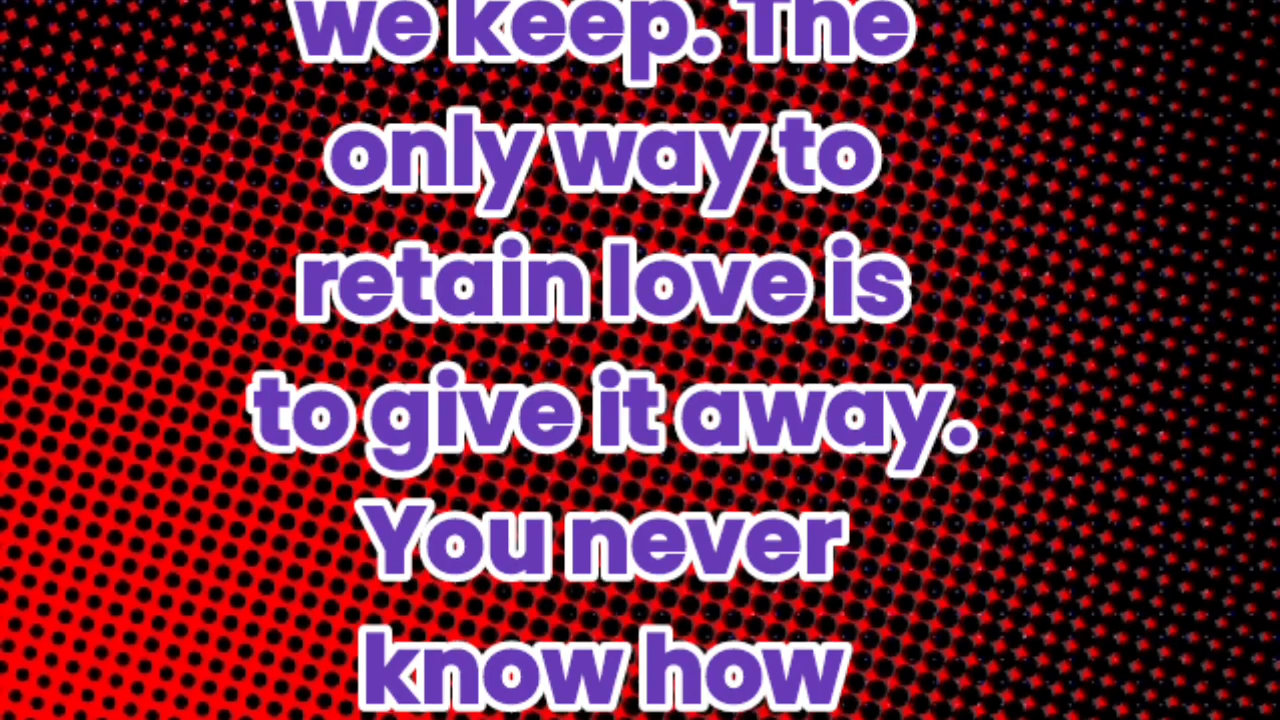 we keep. The
only way to
retain love is
to give it away.
You never
know how